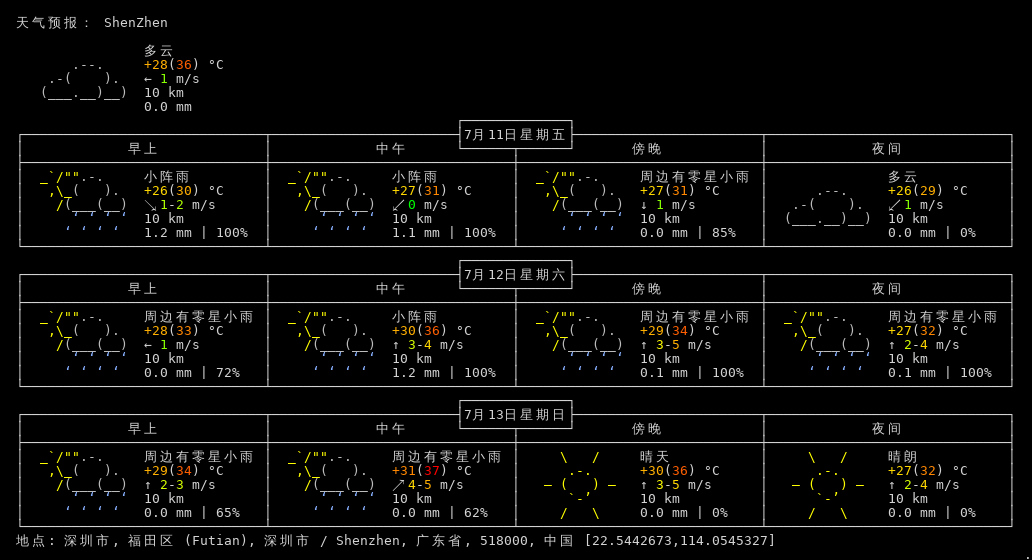 天气预报： ShenZhen
多云
+28(36) °C
← 1 m/s
10 km
0.0 mm
7月11日星期五
早上 中午 傍晚 夜间
小阵雨 小阵雨 周边有零星小雨 多云
+26(30) °C +27(31) °C +27(31) °C +26(29) °C
↘ 1-2 m/s ↙ 0 m/s ↓ 1 m/s ↙ 1 m/s
10 km 10 km 10 km 10 km
1.2 mm | 100% 1.1 mm | 100% 0.0 mm | 85% 0.0 mm | 0%
7月12日星期六
早上 中午 傍晚 夜间
周边有零星小雨 小阵雨 周边有零星小雨 周边有零星小雨
+28(33) °C +30(36) °C +29(34) °C +27(32) °C
← 1 m/s ↑ 3-4 m/s ↑ 3-5 m/s ↑ 2-4 m/s
10 km 10 km 10 km 10 km
0.0 mm | 72% 1.2 mm | 100% 0.1 mm | 100% 0.1 mm | 100%
7月13日星期日
早上 中午 傍晚 夜间
周边有零星小雨 周边有零星小雨 晴天 晴朗
+29(34) °C +31(37) °C +30(36) °C +27(32) °C
↑ 2-3 m/s ↗ 4-5 m/s ↑ 3-5 m/s ↑ 2-4 m/s
10 km 10 km 10 km 10 km
0.0 mm | 65% 0.0 mm | 62% 0.0 mm | 0% 0.0 mm | 0%
地点: 深圳市, 福田区 (Futian), 深圳市 / Shenzhen, 广东省, 518000, 中国 [22.5442673,114.0545327]